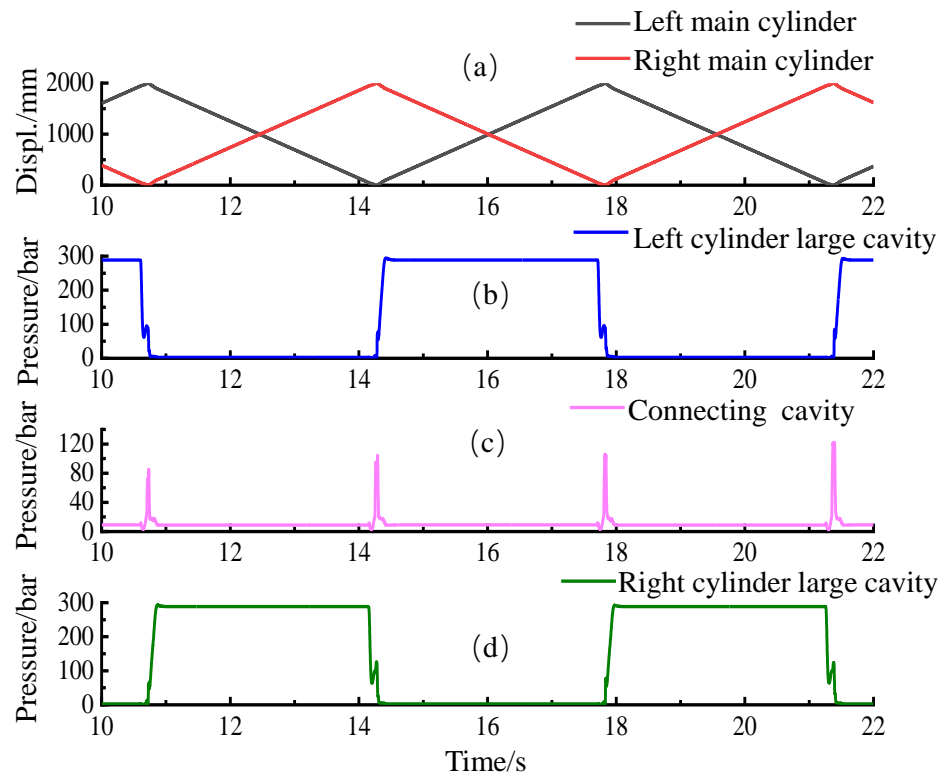 Left main cylinder
Right main cylinder
(a)
Displ./mm
2000
1000
0
10 12 14 16 18 20 22
Left cylinder large cavity
(b)
Pressure/bar
300
200
100
0
10 12 14 16 18 20 22
Connecting cavity
(c)
Pressure/bar
120
80
40
0
10 12 14 16 18 20 22
Right cylinder large cavity
(d)
Pressure/bar
300
200
100
0
10 12 14 16 18 20 22
Time/s